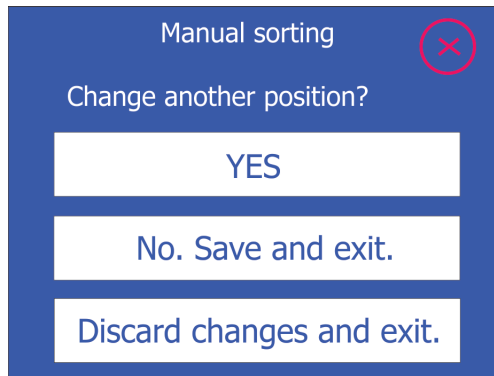 Manual sorting
Change another position?
YES
No. Save and exit.
Discard changes and exit.